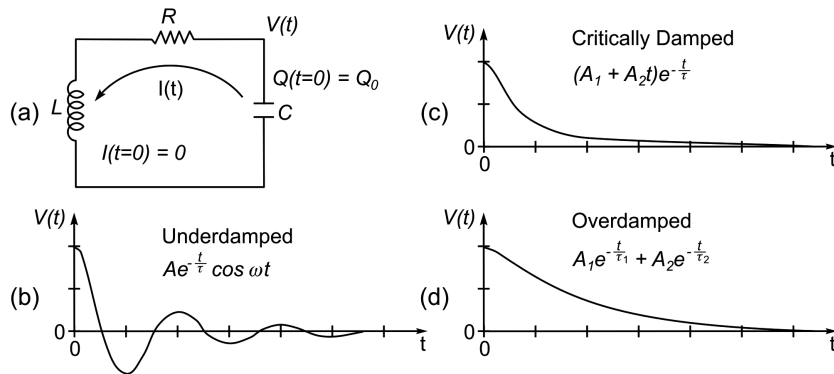 (a)
R
V(t)
L
I(t)
Q(t=0) = Q₀
C
I(t=0) = 0
(b)
V(t)
Underdamped
Ae^{-t/τ} cos ωt
0
0
t
(c)
V(t)
Critically Damped
(A₁ + A₂t)e^{-t/τ}
0
0
t
(d)
V(t)
Overdamped
A₁e^{-t/τ₁} + A₂e^{-t/τ₂}
0
0
t